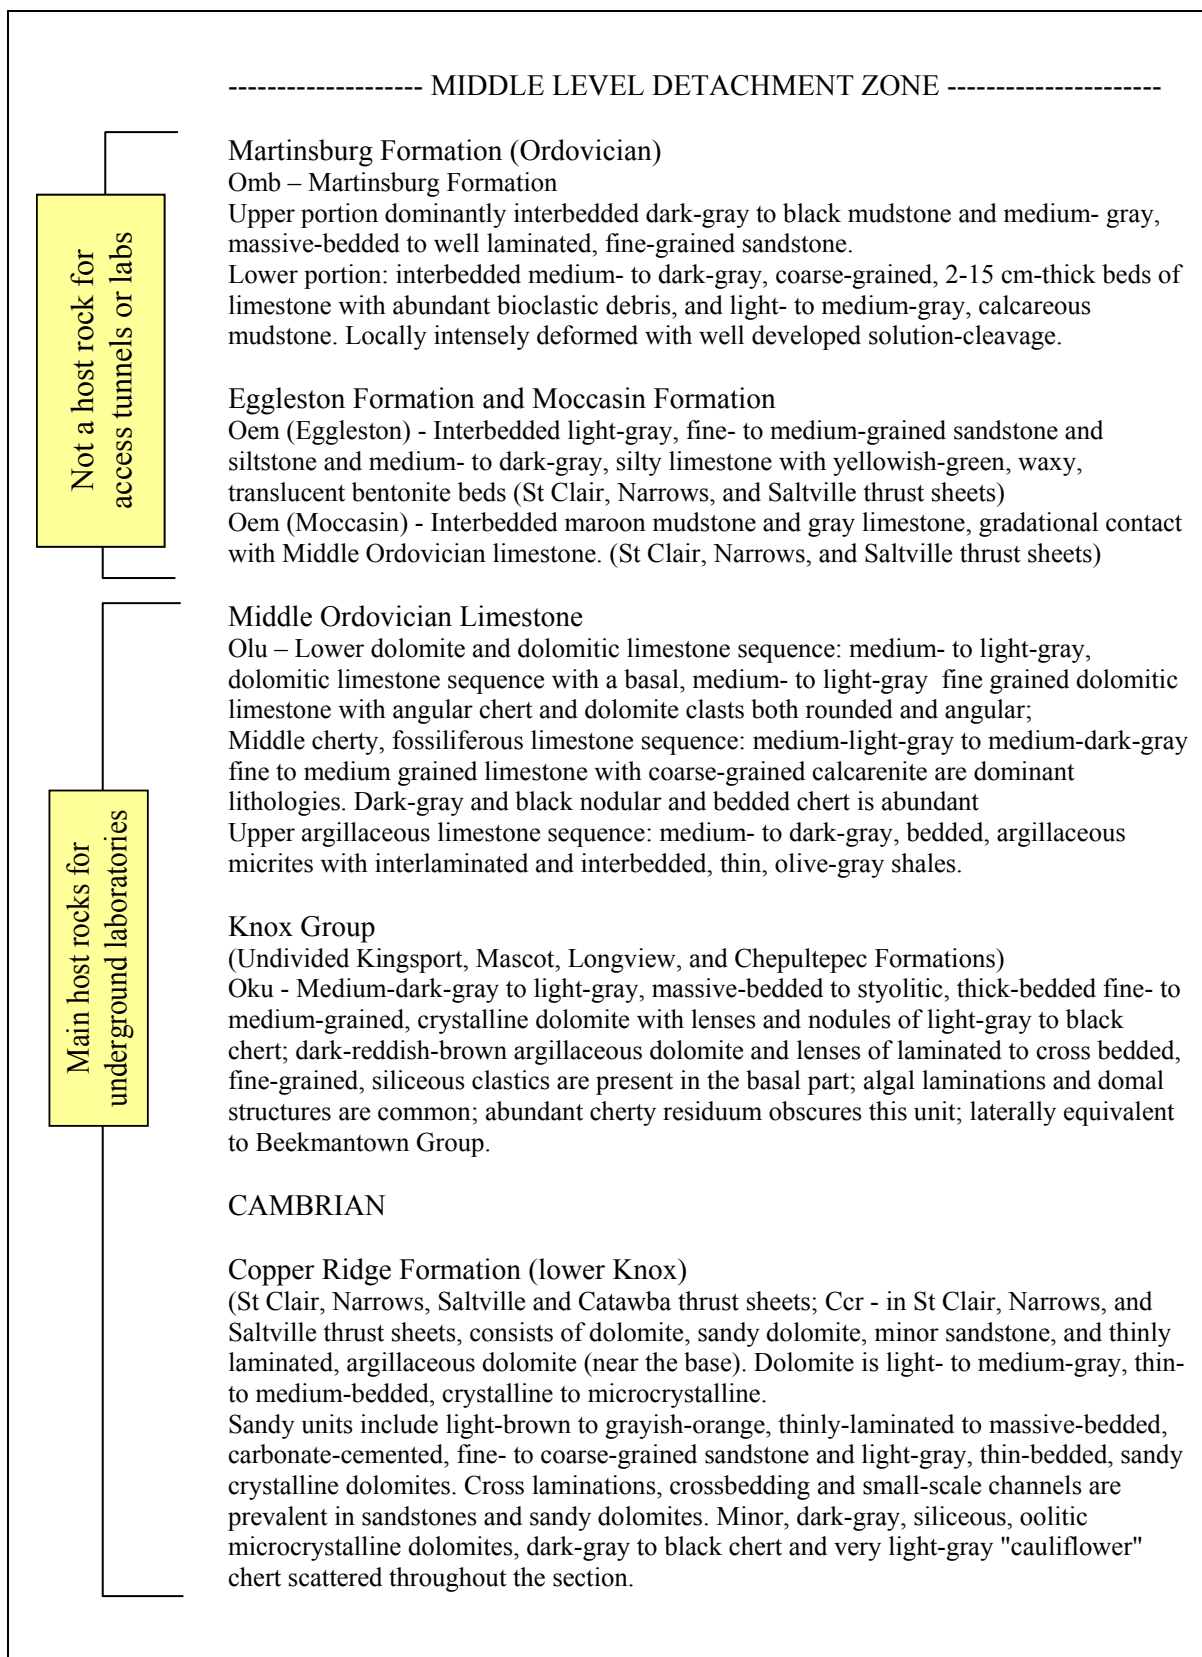 -------------------- MIDDLE LEVEL DETACHMENT ZONE ----------------------
Martinsburg Formation (Ordovician)
Omb – Martinsburg Formation
Upper portion dominantly interbedded dark-gray to black mudstone and medium- gray,
massive-bedded to well laminated, fine-grained sandstone.
Lower portion: interbedded medium- to dark-gray, coarse-grained, 2-15 cm-thick beds of
limestone with abundant bioclastic debris, and light- to medium-gray, calcareous
mudstone. Locally intensely deformed with well developed solution-cleavage.
Eggleston Formation and Moccasin Formation
Oem (Eggleston) - Interbedded light-gray, fine- to medium-grained sandstone and
siltstone and medium- to dark-gray, silty limestone with yellowish-green, waxy,
translucent bentonite beds (St Clair, Narrows, and Saltville thrust sheets)
Oem (Moccasin) - Interbedded maroon mudstone and gray limestone, gradational contact
with Middle Ordovician limestone. (St Clair, Narrows, and Saltville thrust sheets)
Not a host rock for
access tunnels or labs
Middle Ordovician Limestone
Olu – Lower dolomite and dolomitic limestone sequence: medium- to light-gray,
dolomitic limestone sequence with a basal, medium- to light-gray  fine grained dolomitic
limestone with angular chert and dolomite clasts both rounded and angular;
Middle cherty, fossiliferous limestone sequence: medium-light-gray to medium-dark-gray
fine to medium grained limestone with coarse-grained calcarenite are dominant
lithologies. Dark-gray and black nodular and bedded chert is abundant
Upper argillaceous limestone sequence: medium- to dark-gray, bedded, argillaceous
micrites with interlaminated and interbedded, thin, olive-gray shales.
Knox Group
(Undivided Kingsport, Mascot, Longview, and Chepultepec Formations)
Oku - Medium-dark-gray to light-gray, massive-bedded to styolitic, thick-bedded fine- to
medium-grained, crystalline dolomite with lenses and nodules of light-gray to black
chert; dark-reddish-brown argillaceous dolomite and lenses of laminated to cross bedded,
fine-grained, siliceous clastics are present in the basal part; algal laminations and domal
structures are common; abundant cherty residuum obscures this unit; laterally equivalent
to Beekmantown Group.
CAMBRIAN
Copper Ridge Formation (lower Knox)
(St Clair, Narrows, Saltville and Catawba thrust sheets; Ccr - in St Clair, Narrows, and
Saltville thrust sheets, consists of dolomite, sandy dolomite, minor sandstone, and thinly
laminated, argillaceous dolomite (near the base). Dolomite is light- to medium-gray, thin-
to medium-bedded, crystalline to microcrystalline.
Sandy units include light-brown to grayish-orange, thinly-laminated to massive-bedded,
carbonate-cemented, fine- to coarse-grained sandstone and light-gray, thin-bedded, sandy
crystalline dolomites. Cross laminations, crossbedding and small-scale channels are
prevalent in sandstones and sandy dolomites. Minor, dark-gray, siliceous, oolitic
microcrystalline dolomites, dark-gray to black chert and very light-gray "cauliflower"
chert scattered throughout the section.
Main host rocks for
underground laboratories